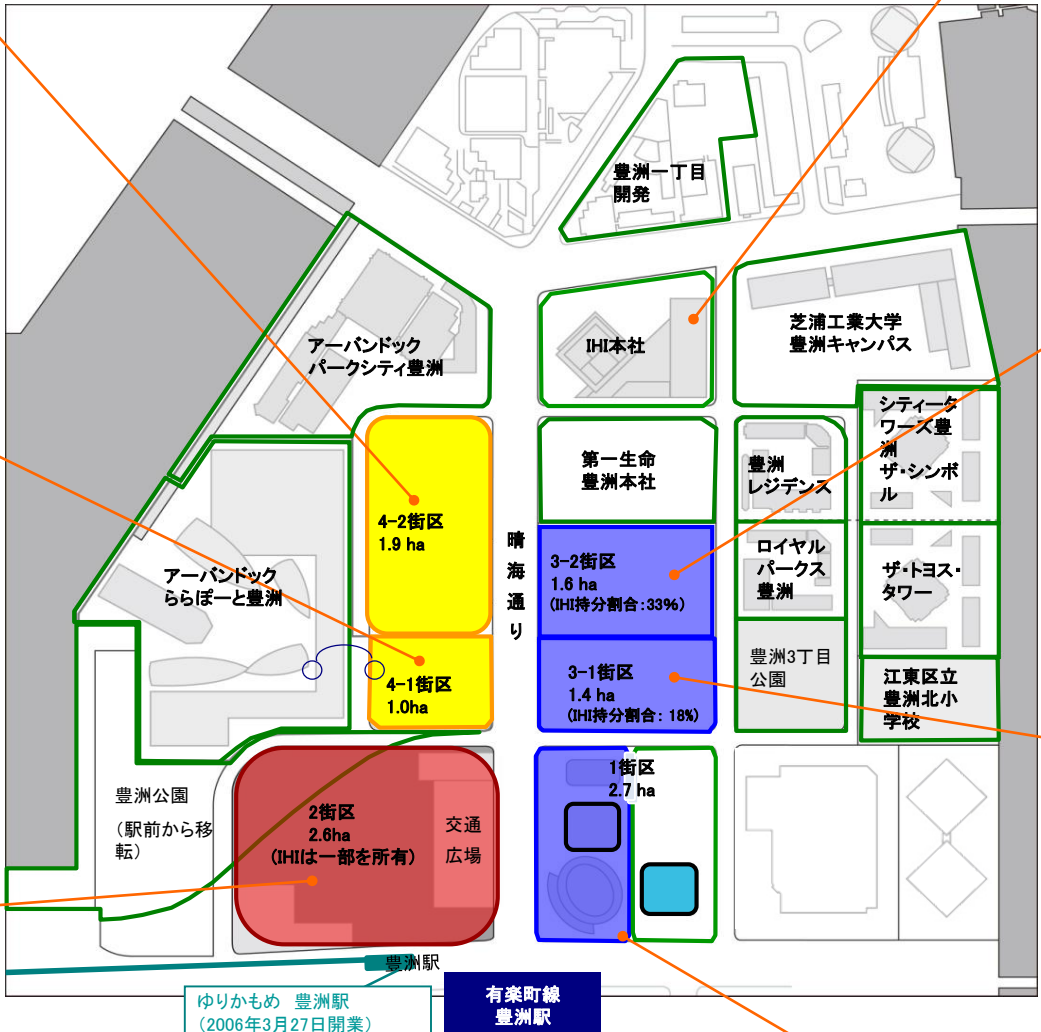 豊洲一丁目
開発
IHI本社
芝浦工業大学
豊洲キャンパス
アーバンドック
パークシティ豊洲
シティータ
ワーズ豊
洲
ザ・シンボ
ル
第一生命
豊洲本社
豊洲
レジデンス
4-2街区
1.9 ha
晴
海
通
り
3-2街区
1.6 ha
(IHI持分割合:33%)
ロイヤル
パークス
豊洲
ザ・トヨス・
タワー
アーバンドック
ららぽーと豊洲
4-1街区
1.0ha
3-1街区
1.4 ha
(IHI持分割合: 18%)
豊洲3丁目
公園
江東区立
豊洲北小
学校
豊洲公園
(駅前から移
転)
2街区
2.6ha
(IHIは一部を所有)
交通
広場
1街区
2.7 ha
豊洲駅
ゆりかもめ 豊洲駅
(2006年3月27日開業)
有楽町線
豊洲駅